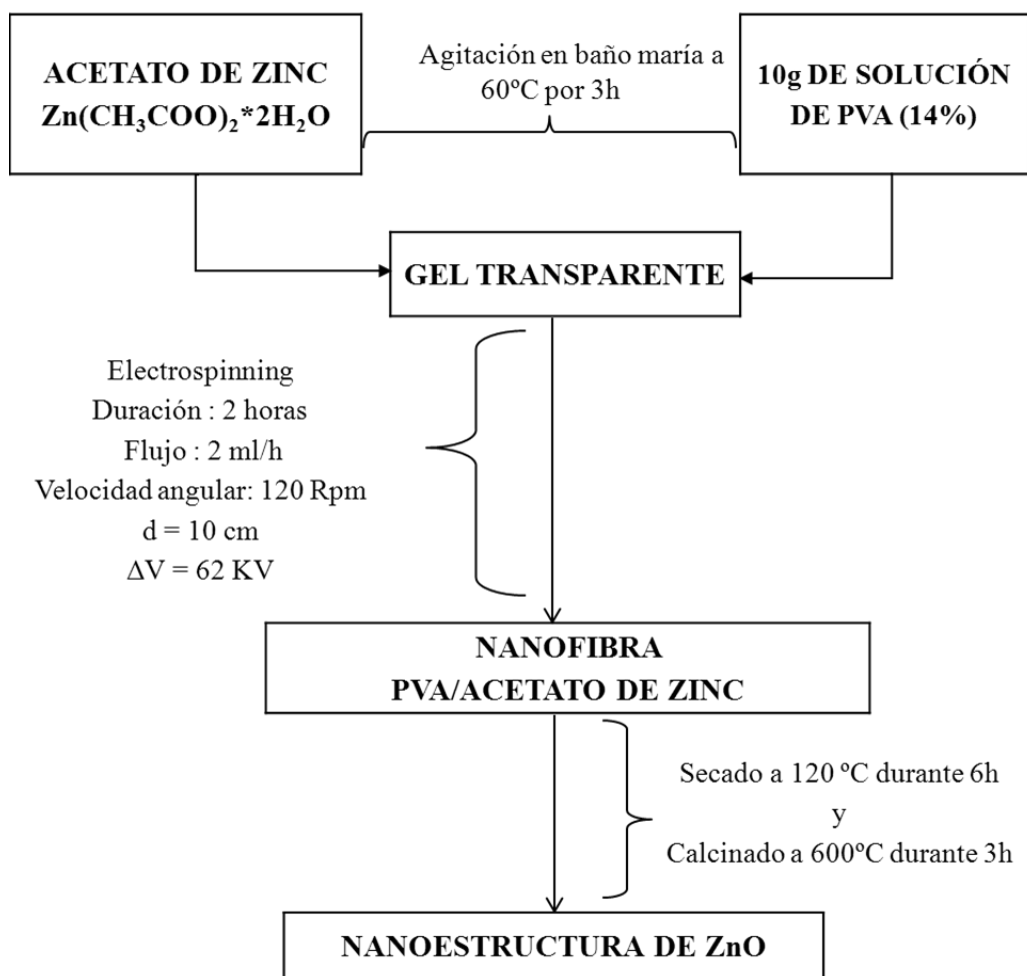 ACETATO DE ZINC
Zn(CH₃COO)₂*2H₂O
Agitación en baño maría a
60ºC por 3h
10g DE SOLUCIÓN
DE PVA (14%)
GEL TRANSPARENTE
Electrospinning
Duración : 2 horas
Flujo : 2 ml/h
Velocidad angular: 120 Rpm
d = 10 cm
ΔV = 62 KV
NANOFIBRA
PVA/ACETATO DE ZINC
Secado a 120 ºC durante 6h
y
Calcinado a 600ºC durante 3h
NANOESTRUCTURA DE ZnO